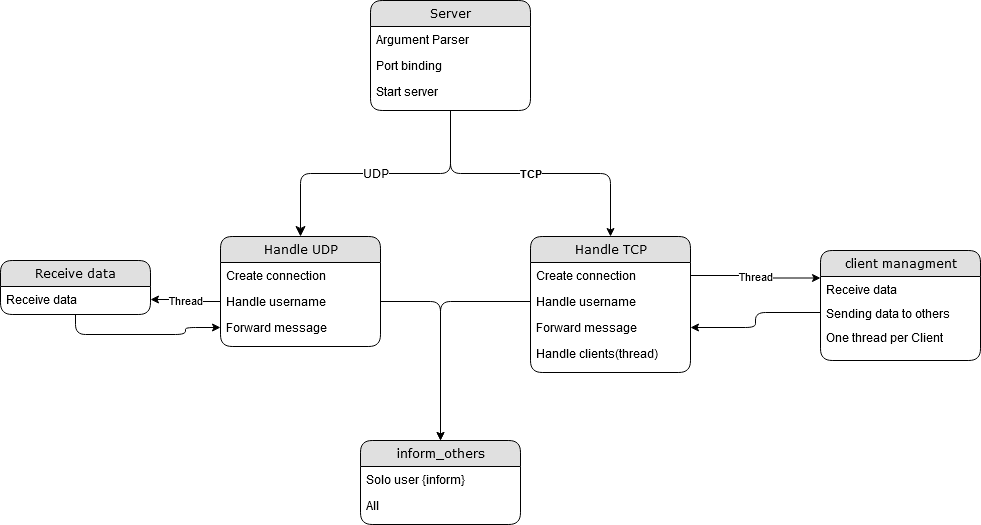 Server
Argument Parser
Port binding
Start server
UDP
TCP
Handle UDP
Create connection
Handle username
Forward message
Receive data
Receive data
Thread
Handle TCP
Create connection
Handle username
Forward message
Handle clients(thread)
Thread
client managment
Receive data
Sending data to others
One thread per Client
inform_others
Solo user {inform}
All